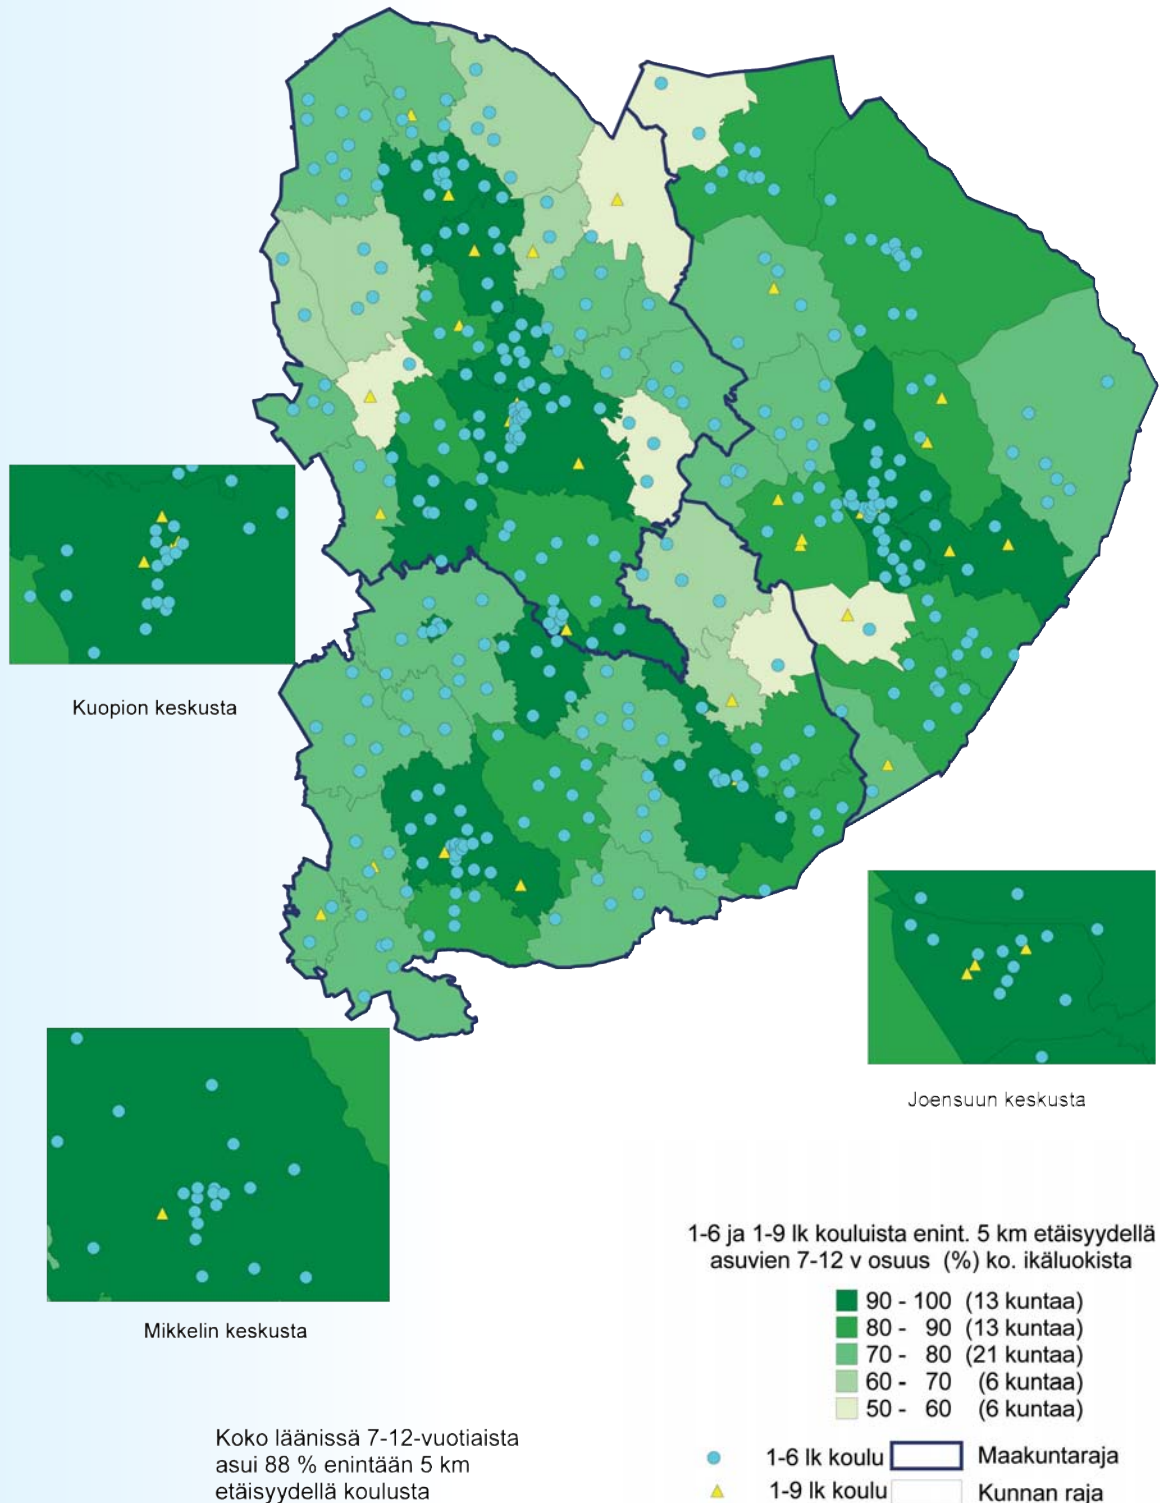 Kuopion keskusta
Joensuun keskusta
Mikkelin keskusta
1-6 ja 1-9 lk kouluista enint. 5 km etäisyydellä
asuvien 7-12 v osuus (%) ko. ikäluokista
90 - 100 (13 kuntaa)
80 - 90 (13 kuntaa)
70 - 80 (21 kuntaa)
60 - 70 (6 kuntaa)
50 - 60 (6 kuntaa)
1-6 lk koulu Maakuntaraja
1-9 lk koulu Kunnan raja
Koko läänissä 7-12-vuotiaista
asui 88 % enintään 5 km
etäisyydellä koulusta